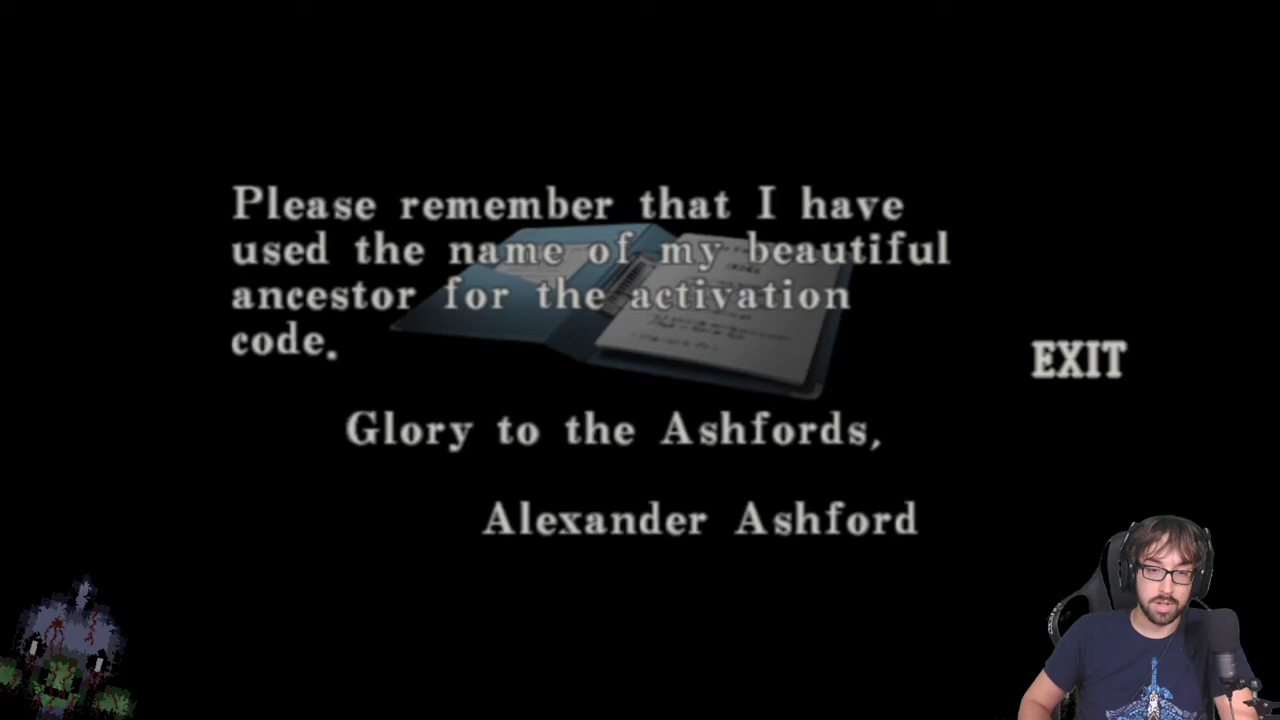 Please remember that I have
used the name of my beautiful
ancestor for the activation
code.
EXIT
Glory to the Ashfords,
Alexander Ashford